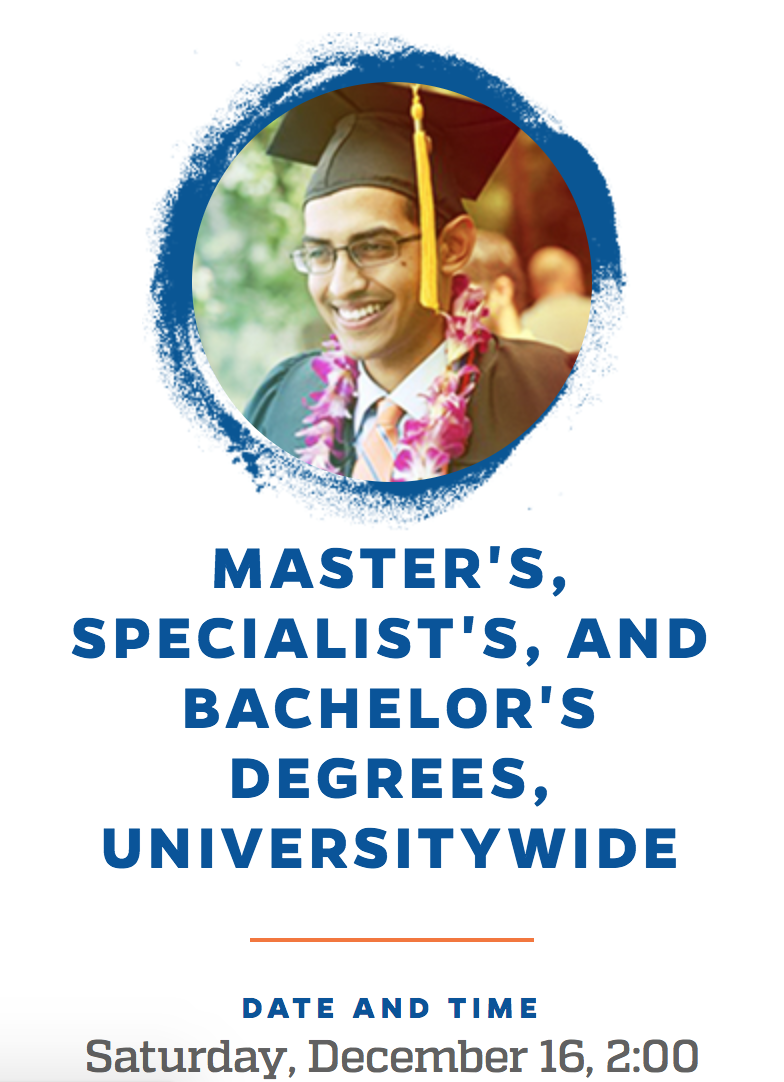 MASTER'S,
SPECIALIST'S, AND
BACHELOR'S
DEGREES,
UNIVERSITYWIDE
DATE AND TIME
Saturday, December 16, 2:00